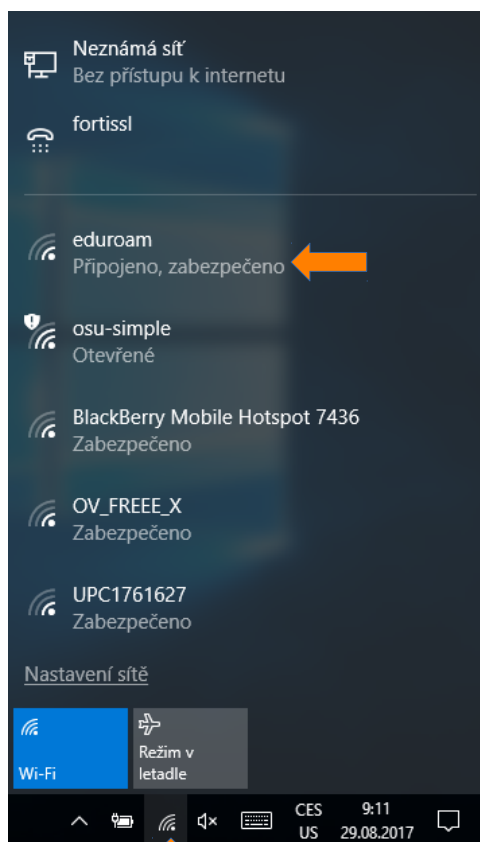 Neznámá síť
Bez přístupu k internetu
fortissl
eduroam
Připojeno, zabezpečeno
osu-simple
Otevřené
BlackBerry Mobile Hotspot 7436
Zabezpečeno
OV_FREEE_X
Zabezpečeno
UPC1761627
Zabezpečeno
Nastavení sítě
Wi-Fi
Režim v
letadle
CES
US
9:11
29.08.2017